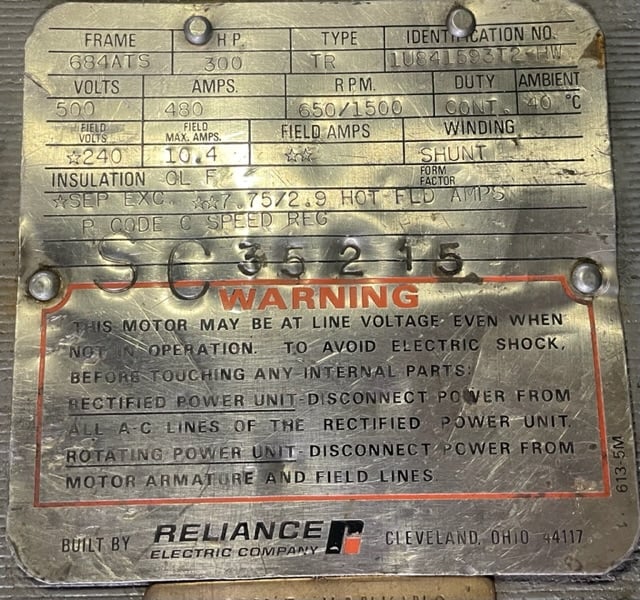 FRAME H.P. TYPE IDENTIFICATION NO.
684ATS 300 TR 1U841593T2-HW
VOLTS AMPS. R.P.M. DUTY AMBIENT
500 480 650/1500 CONT. 40 °C
FIELD VOLTS FIELD MAX. AMPS. FIELD AMPS WINDING
☆240 10.4 ☆☆ SHUNT
INSULATION CL F FORM FACTOR
☆SEP EXC. ☆☆7.75/2.9 HOT FLD AMPS
P CODE C SPEED REG
SC 35215
WARNING
THIS MOTOR MAY BE AT LINE VOLTAGE EVEN WHEN
NOT IN OPERATION. TO AVOID ELECTRIC SHOCK,
BEFORE TOUCHING ANY INTERNAL PARTS:
RECTIFIED POWER UNIT-DISCONNECT POWER FROM
ALL A-C LINES OF THE RECTIFIED POWER UNIT.
ROTATING POWER UNIT-DISCONNECT POWER FROM
MOTOR ARMATURE AND FIELD LINES
613-5M
BUILT BY RELIANCE ELECTRIC COMPANY CLEVELAND, OHIO 44117